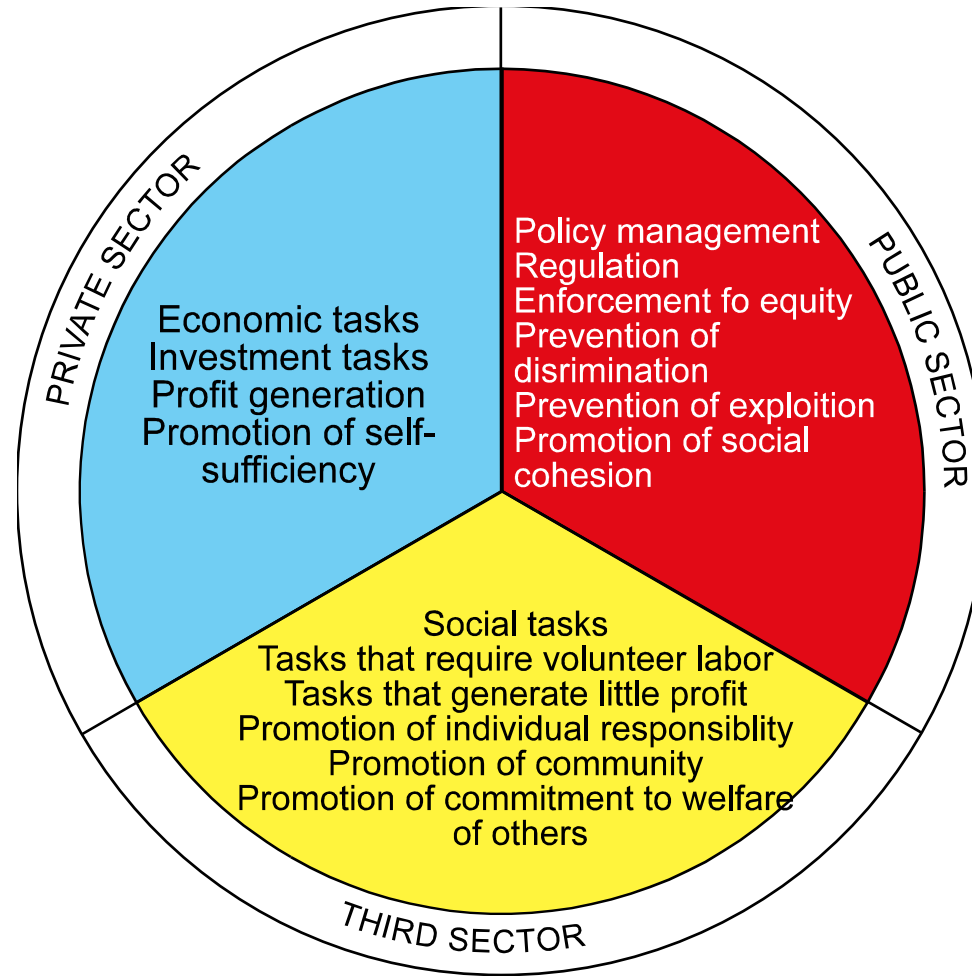 PRIVATE SECTOR
Economic tasks
Investment tasks
Profit generation
Promotion of self-
sufficiency
PUBLIC SECTOR
Policy management
Regulation
Enforcement fo equity
Prevention of
disrimination
Prevention of exploition
Promotion of social
cohesion
Social tasks
Tasks that require volunteer labor
Tasks that generate little profit
Promotion of individual responsiblity
Promotion of community
Promotion of commitment to welfare
of others
THIRD SECTOR